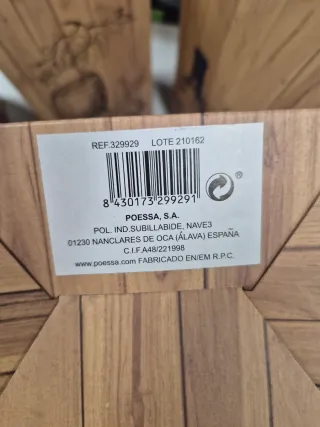 REF.329929 LOTE 210162
8 430173 299291
POESSA, S.A.
POL. IND.SUBILLABIDE, NAVE3
01230 NANCLARES DE OCA (ÁLAVA) ESPAÑA
C.I.F.A48/221998
www.poessa.com FABRICADO EN/EM R.P.C.
®